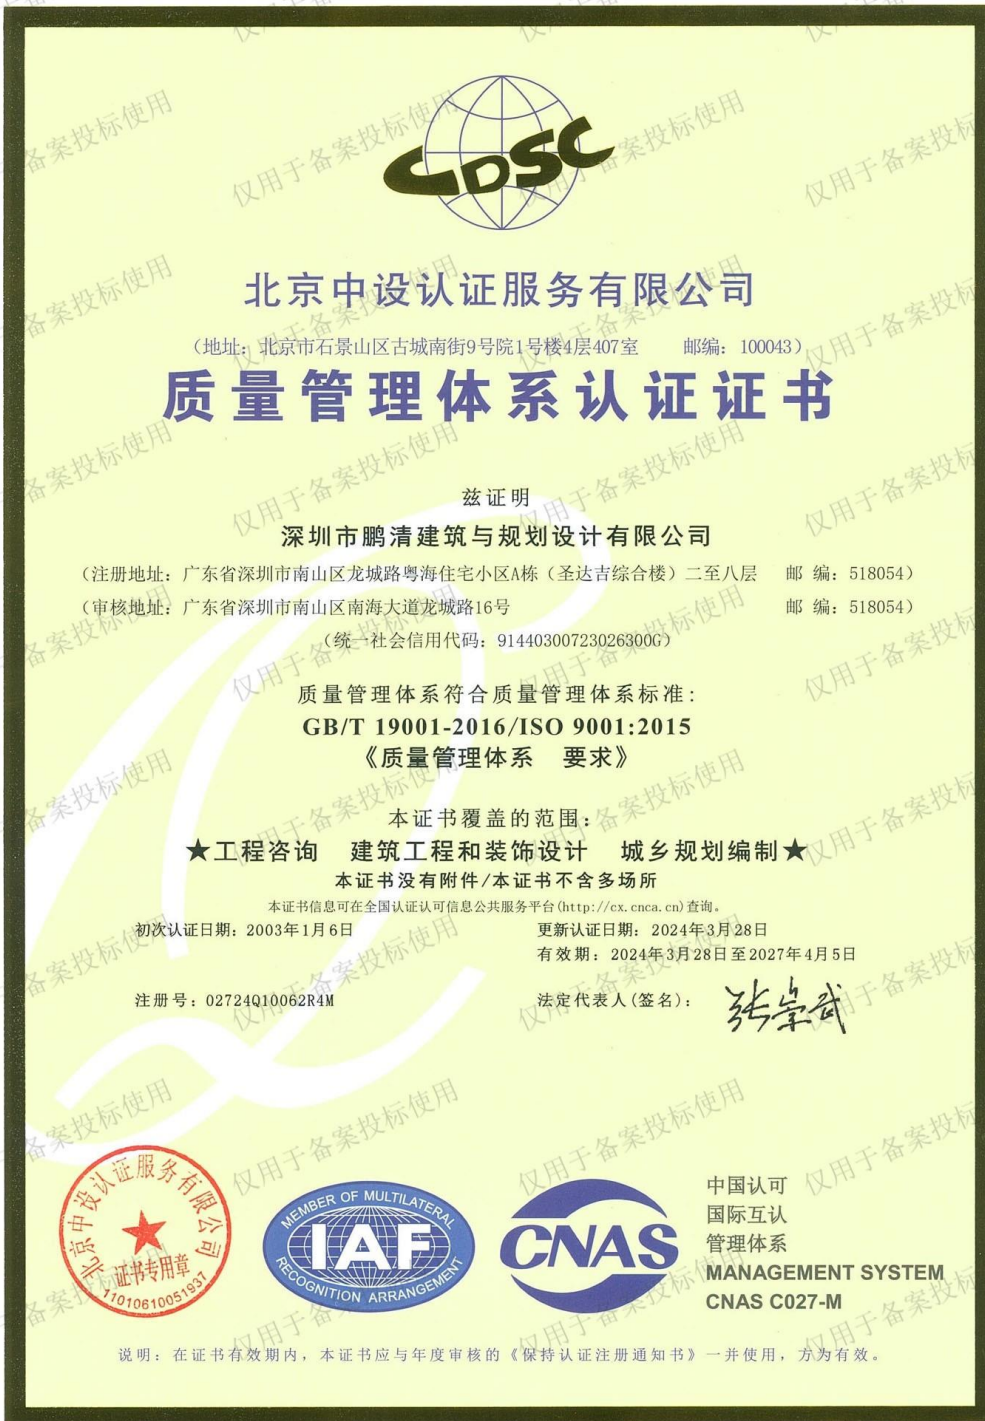 CDSC
北京中设认证服务有限公司
（地址：北京市石景山区古城南街9号院1号楼4层407室 邮编：100043）
质量管理体系认证证书
兹证明
深圳市鹏清建筑与规划设计有限公司
（注册地址：广东省深圳市南山区龙城路粤海住宅小区A栋（圣达吉综合楼）二至八层 邮 编：518054）
（审核地址：广东省深圳市南山区南海大道龙城路16号 邮 编：518054）
（统一社会信用代码：91440300723026300G）
质量管理体系符合质量管理体系标准：
GB/T 19001-2016/ISO 9001:2015
《质量管理体系 要求》
本证书覆盖的范围：
★工程咨询 建筑工程和装饰设计 城乡规划编制★
本证书没有附件/本证书不含多场所
本证书信息可在全国认证认可信息公共服务平台(http://cx.cnca.cn)查询。
初次认证日期：2003年1月6日 更新认证日期：2024年3月28日
有效期：2024年3月28日至2027年4月5日
注册号：02724Q10062R4M 法定代表人(签名)：
张崇武
北京中设认证服务有限公司
证书专用章
11010610051937
MEMBER OF MULTILATERAL
IAF
RECOGNITION ARRANGEMENT
CNAS
中国认可
国际互认
管理体系
MANAGEMENT SYSTEM
CNAS C027-M
说明：在证书有效期内，本证书应与年度审核的《保持认证注册通知书》一并使用，方为有效。
仅用于备案投标使用